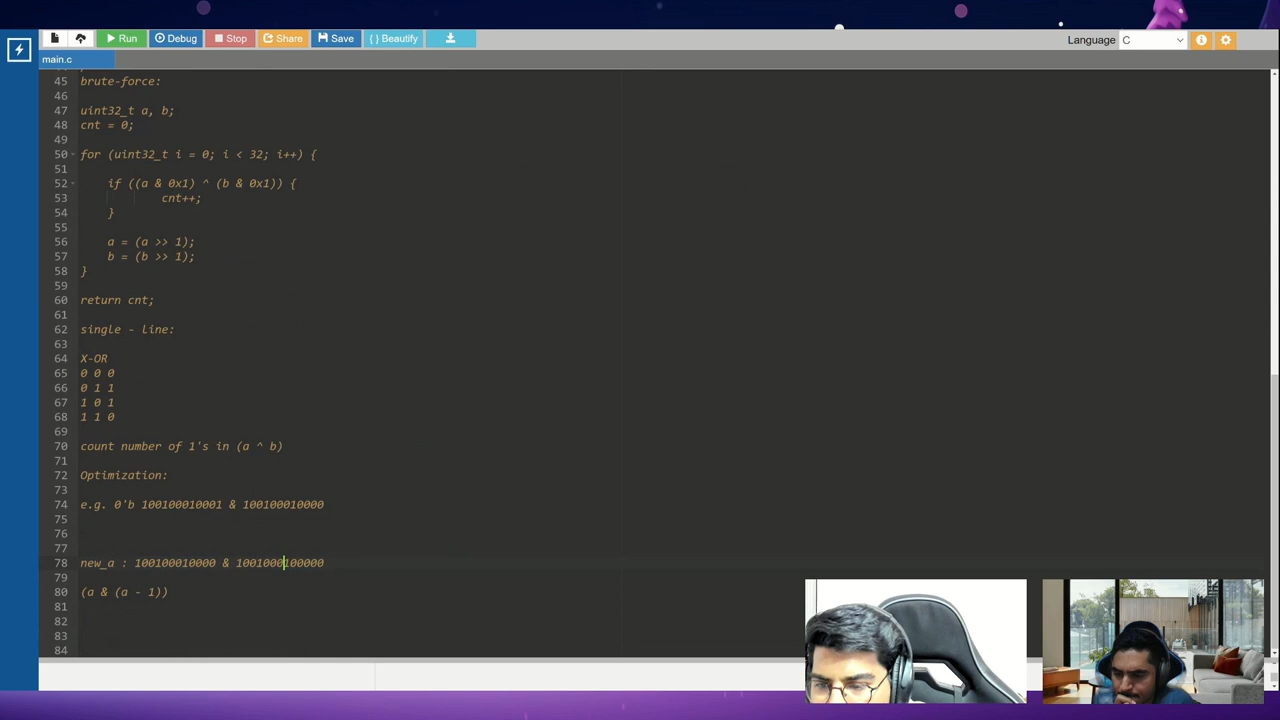 Run Debug Stop Share Save { } Beautify Language C
main.c
45 brute-force:
46
47 uint32_t a, b;
48 cnt = 0;
49
50 for (uint32_t i = 0; i < 32; i++) {
51
52 if ((a & 0x1) ^ (b & 0x1)) {
53 cnt++;
54 }
55
56 a = (a >> 1);
57 b = (b >> 1);
58 }
59
60 return cnt;
61
62 single - line:
63
64 X-OR
65 0 0 0
66 0 1 1
67 1 0 1
68 1 1 0
69
70 count number of 1's in (a ^ b)
71
72 Optimization:
73
74 e.g. 0'b 100100010001 & 100100010000
75
76
77
78 new_a : 100100010000 & 1001000100000
79
80 (a & (a - 1))
81
82
83
84